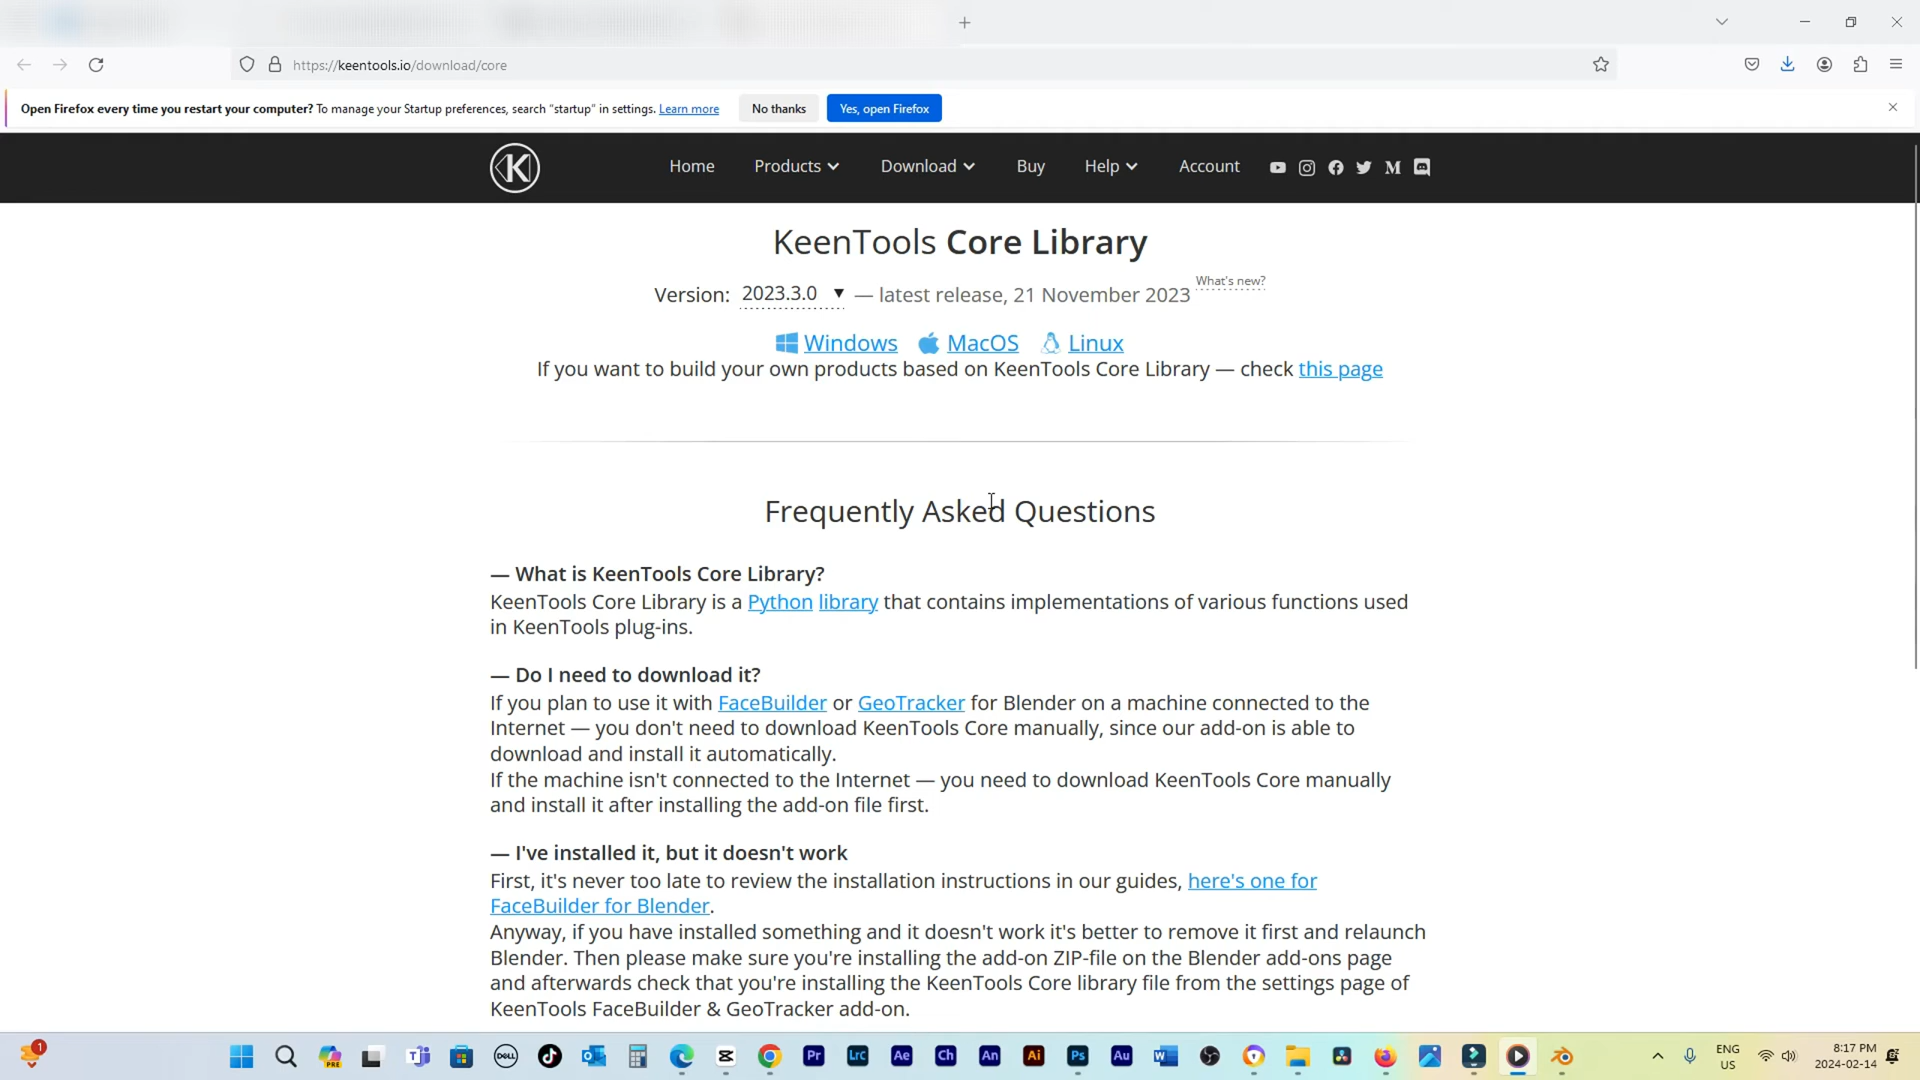 https://keentools.io/download/core
Open Firefox every time you restart your computer? To manage your Startup preferences, search "startup" in settings. Learn more
No thanks
Yes, open Firefox
K
Home
Products
Download
Buy
Help
Account
KeenTools Core Library
Version: 2023.3.0 ▼ — latest release, 21 November 2023 What's new?
Windows MacOS Linux
If you want to build your own products based on KeenTools Core Library — check this page
Frequently Asked Questions
— What is KeenTools Core Library?
KeenTools Core Library is a Python library that contains implementations of various functions used
in KeenTools plug-ins.
— Do I need to download it?
If you plan to use it with FaceBuilder or GeoTracker for Blender on a machine connected to the
Internet — you don't need to download KeenTools Core manually, since our add-on is able to
download and install it automatically.
If the machine isn't connected to the Internet — you need to download KeenTools Core manually
and install it after installing the add-on file first.
— I've installed it, but it doesn't work
First, it's never too late to review the installation instructions in our guides, here's one for
FaceBuilder for Blender.
Anyway, if you have installed something and it doesn't work it's better to remove it first and relaunch
Blender. Then please make sure you're installing the add-on ZIP-file on the Blender add-ons page
and afterwards check that you're installing the KeenTools Core library file from the settings page of
KeenTools FaceBuilder & GeoTracker add-on.
1
PRE
DELL
Pr
Lrc
Ae
Ch
An
Ai
Ps
Au
W
ENG
US
8:17 PM
2024-02-14